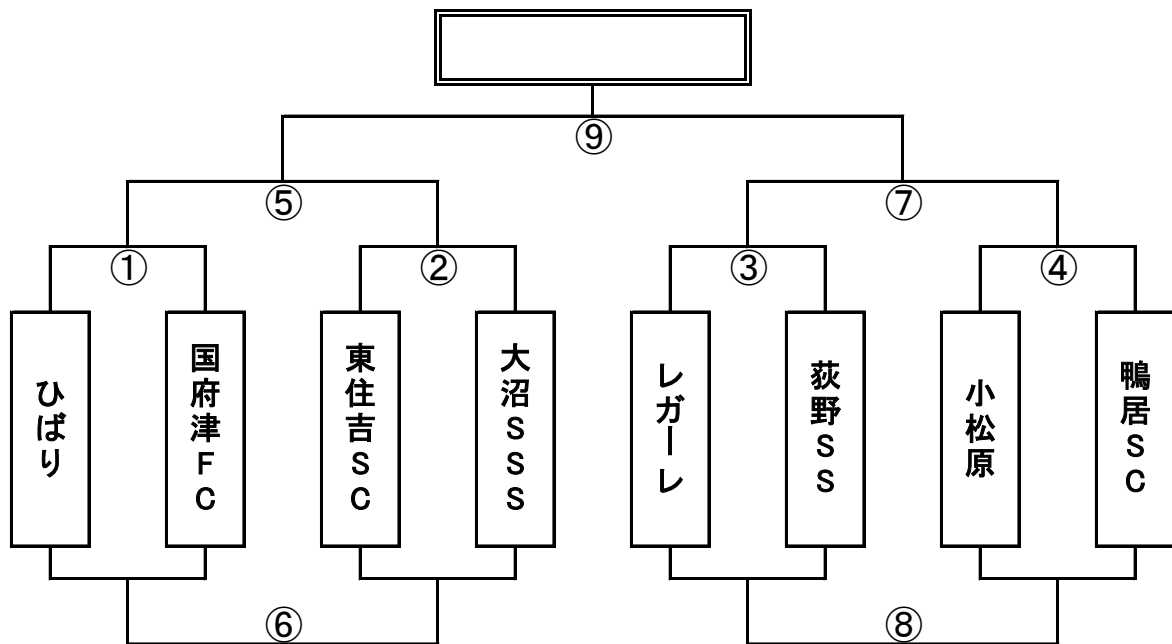 ⑨
⑤
⑦
①
②
③
④
ひばり
国府津FC
東住吉SC
大沼SSS
レガーレ
荻野SS
小松原
鴨居SC
⑥
⑧